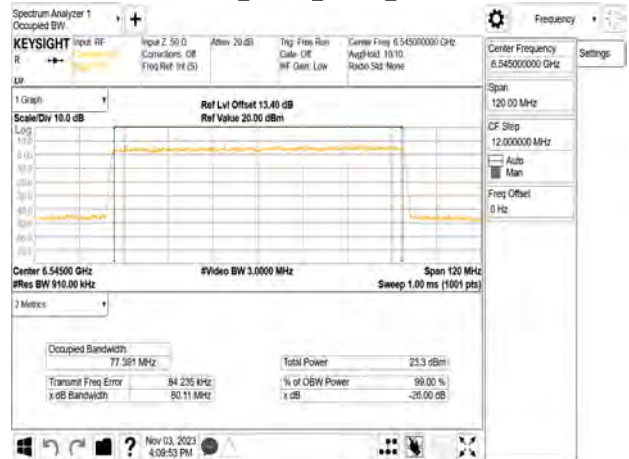 Spectrum Analyzer 1
Occupied BW
+
Frequency
KEYSIGHT
Input: RF
R
Input Z: 50 Ω
Corrections: Off
Freq Ref: Int (S)
Atten: 20 dB
Trig: Free Run
Gate: Off
#IF Gain: Low
Center Freq: 6.545000000 GHz
Avg|Hold: 10/10
Radio Std: None
Center Frequency
6.545000000 GHz
Settings
Span
120.00 MHz
CF Step
12.000000 MHz
Auto
Man
Freq Offset
0 Hz
1 Graph
Scale/Div 10.0 dB
Ref Lvl Offset 13.40 dB
Ref Value 20.00 dBm
Log
Center 6.54500 GHz
#Res BW 910.00 kHz
#Video BW 3.0000 MHz
Span 120 MHz
Sweep 1.00 ms (1001 pts)
2 Metrics
Occupied Bandwidth
77.391 MHz
Total Power
23.3 dBm
Transmit Freq Error
84.235 kHz
% of OBW Power
99.00 %
x dB Bandwidth
80.11 MHz
x dB
-26.00 dB
?
Nov 03, 2023
4:09:53 PM